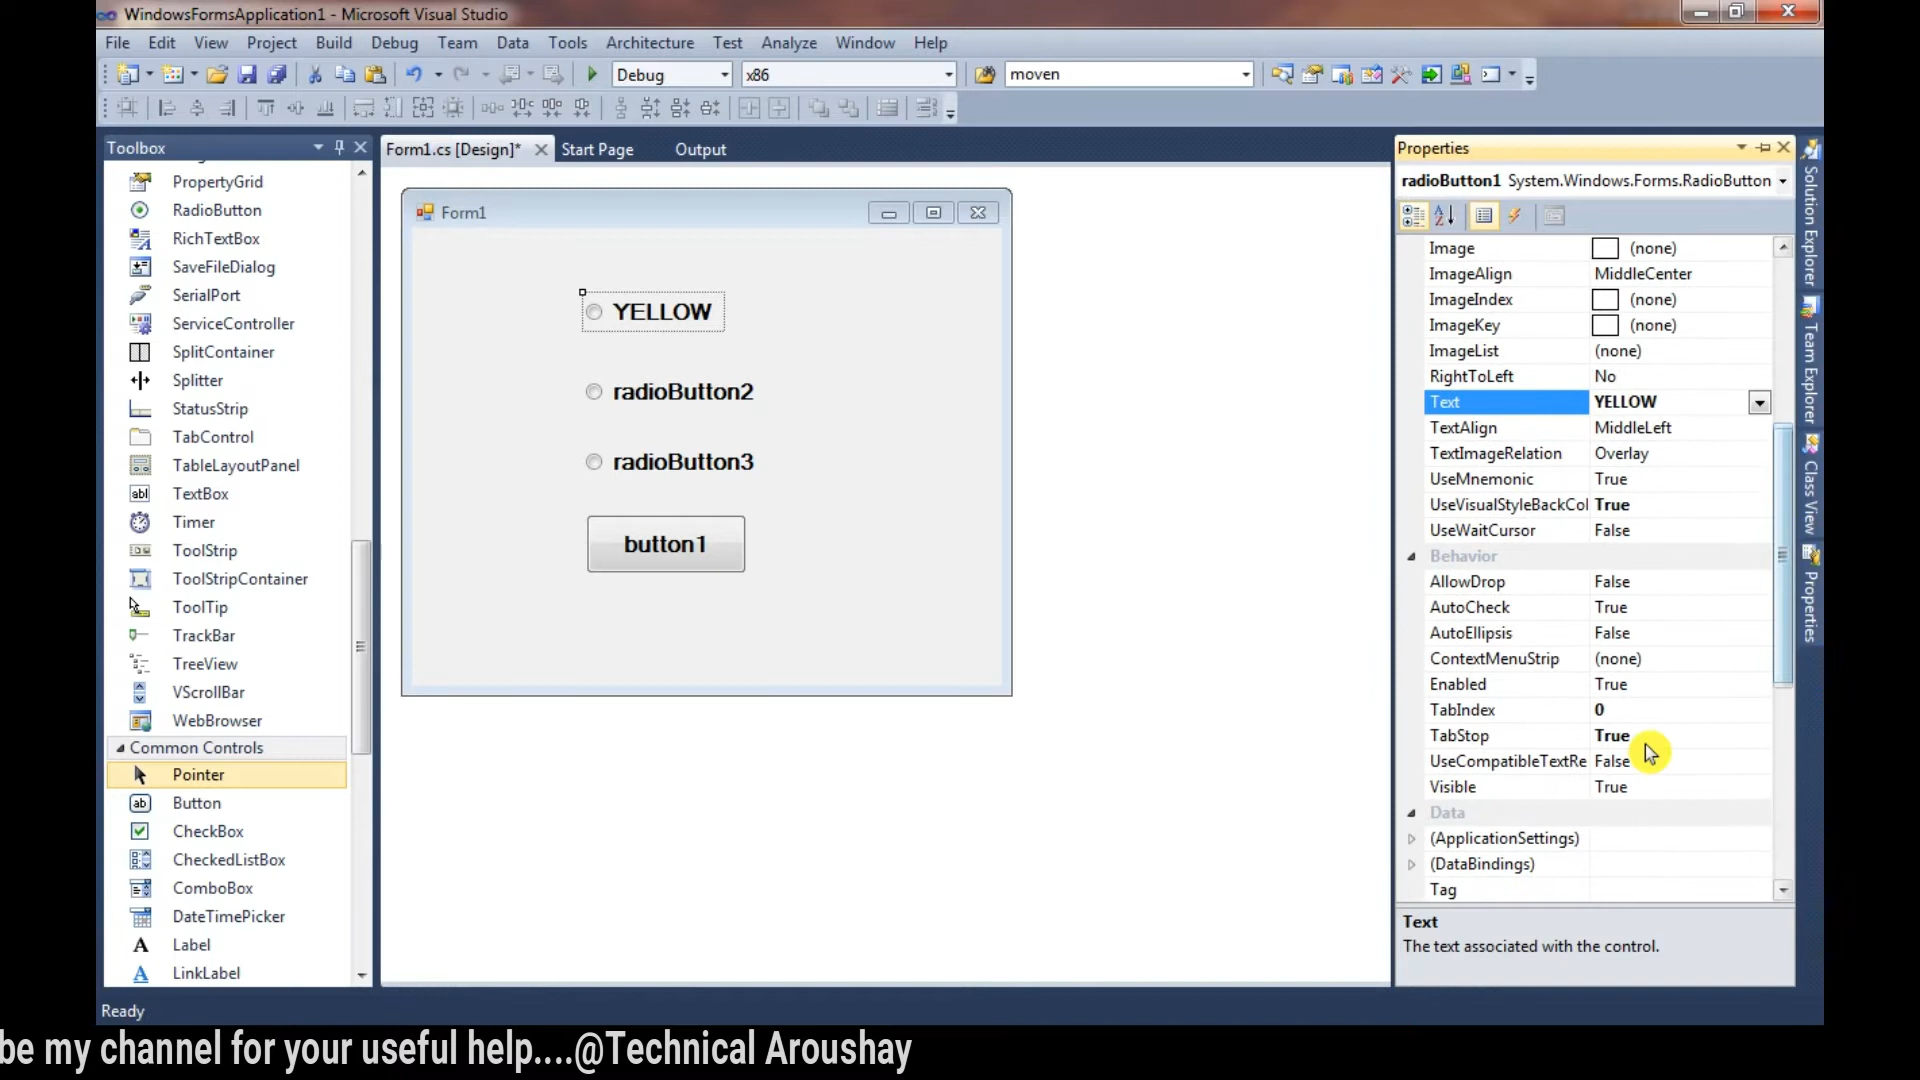 WindowsFormsApplication1 - Microsoft Visual Studio
File Edit View Project Build Debug Team Data Tools Architecture Test Analyze Window Help
Debug x86 moven
Toolbox
PropertyGrid
RadioButton
RichTextBox
SaveFileDialog
SerialPort
ServiceController
SplitContainer
Splitter
StatusStrip
TabControl
TableLayoutPanel
TextBox
Timer
ToolStrip
ToolStripContainer
ToolTip
TrackBar
TreeView
VScrollBar
WebBrowser
Common Controls
Pointer
Button
CheckBox
CheckedListBox
ComboBox
DateTimePicker
Label
LinkLabel
Form1.cs [Design]* Start Page Output
Form1
YELLOW
radioButton2
radioButton3
button1
Properties
radioButton1 System.Windows.Forms.RadioButton
Image (none)
ImageAlign MiddleCenter
ImageIndex (none)
ImageKey (none)
ImageList (none)
RightToLeft No
Text YELLOW
TextAlign MiddleLeft
TextImageRelation Overlay
UseMnemonic True
UseVisualStyleBackCol True
UseWaitCursor False
Behavior
AllowDrop False
AutoCheck True
AutoEllipsis False
ContextMenuStrip (none)
Enabled True
TabIndex 0
TabStop True
UseCompatibleTextRe False
Visible True
Data
(ApplicationSettings)
(DataBindings)
Tag
Text
The text associated with the control.
Solution Explorer
Team Explorer
Class View
Properties
Ready
be my channel for your useful help....@Technical Aroushay